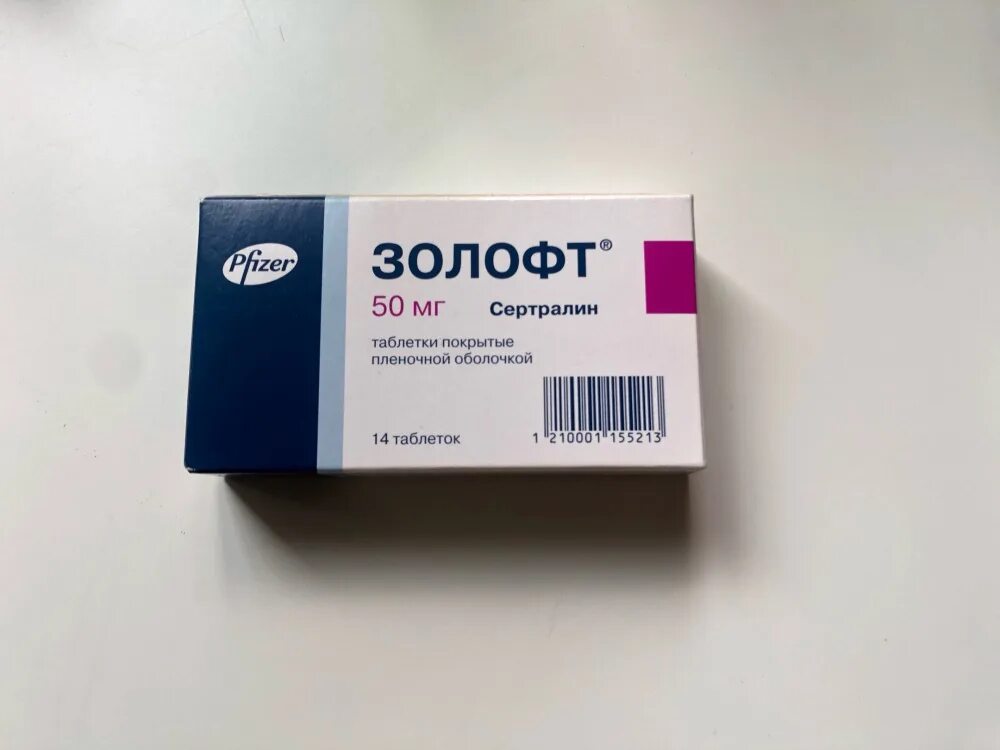 Pfizer
ЗОЛОФТ®
50 мг Сертралин
таблетки покрытые
пленочной оболочкой
14 таблеток
1 210001 155213